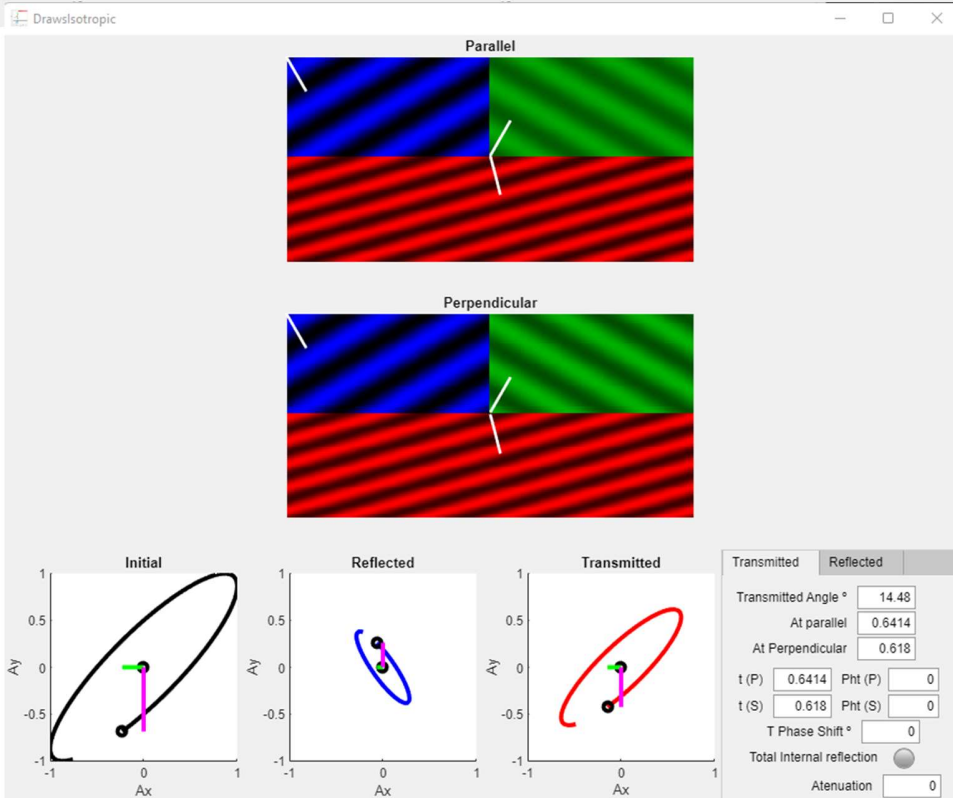 DrawsIsotropic
Parallel
Perpendicular
Initial
1
0.5
0
-0.5
-1
-1
0
1
Ay
Ax
Reflected
1
0.5
0
-0.5
-1
-1
0
1
Ay
Ax
Transmitted
1
0.5
0
-0.5
-1
-1
0
1
Ay
Ax
Transmitted Reflected
Transmitted Angle º 14.48
At parallel 0.6414
At Perpendicular 0.618
t (P) 0.6414 Pht (P) 0
t (S) 0.618 Pht (S) 0
T Phase Shift º 0
Total Internal reflection
Atenuation 0